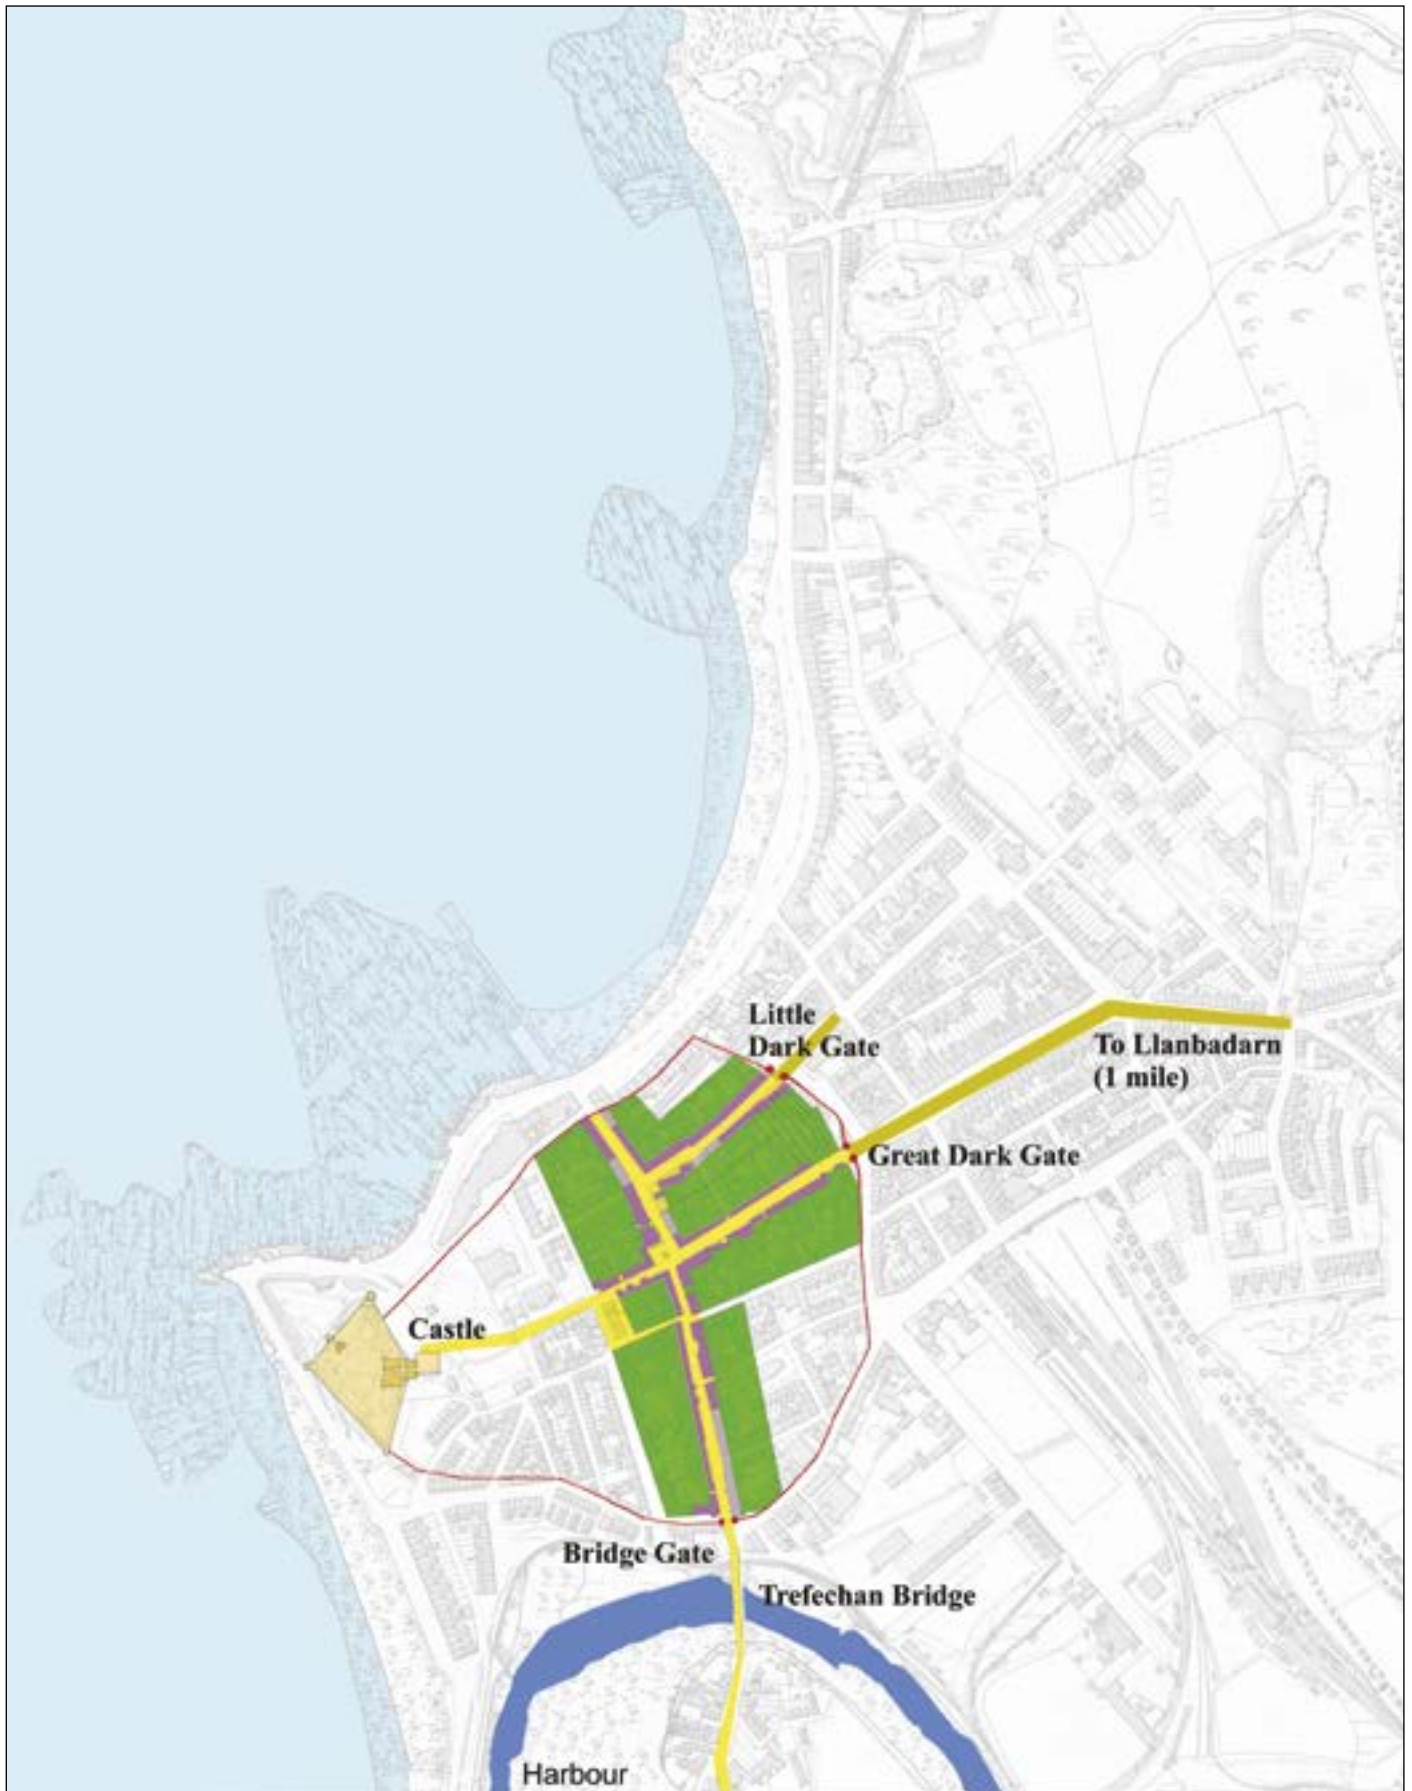 Little
Dark Gate
To Llanbadarn
(1 mile)
Great Dark Gate
Castle
Bridge Gate
Trefechan Bridge
Harbour